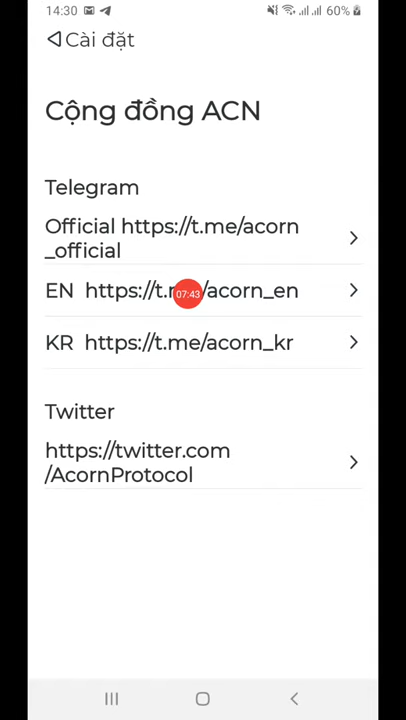 14:30
60%
Cài đặt
Cộng đồng ACN
Telegram
Official https://t.me/acorn
_official
EN https://t.m/acorn_en
07:43
KR https://t.me/acorn_kr
Twitter
https://twitter.com
/AcornProtocol